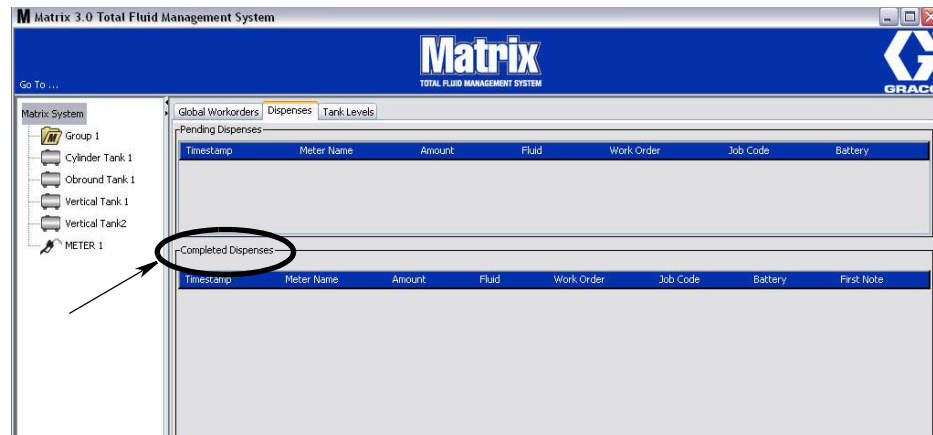 M Matrix 3.0 Total Fluid Management System
Matrix
TOTAL FLUID MANAGEMENT SYSTEM
Go To ...
GRACO
Matrix System
Group 1
Cylinder Tank 1
Obround Tank 1
Vertical Tank 1
Vertical Tank2
METER 1
Global Workorders Dispenses Tank Levels
Pending Dispenses
Timestamp Meter Name Amount Fluid Work Order Job Code Battery
Completed Dispenses
Timestamp Meter Name Amount Fluid Work Order Job Code Battery First Note